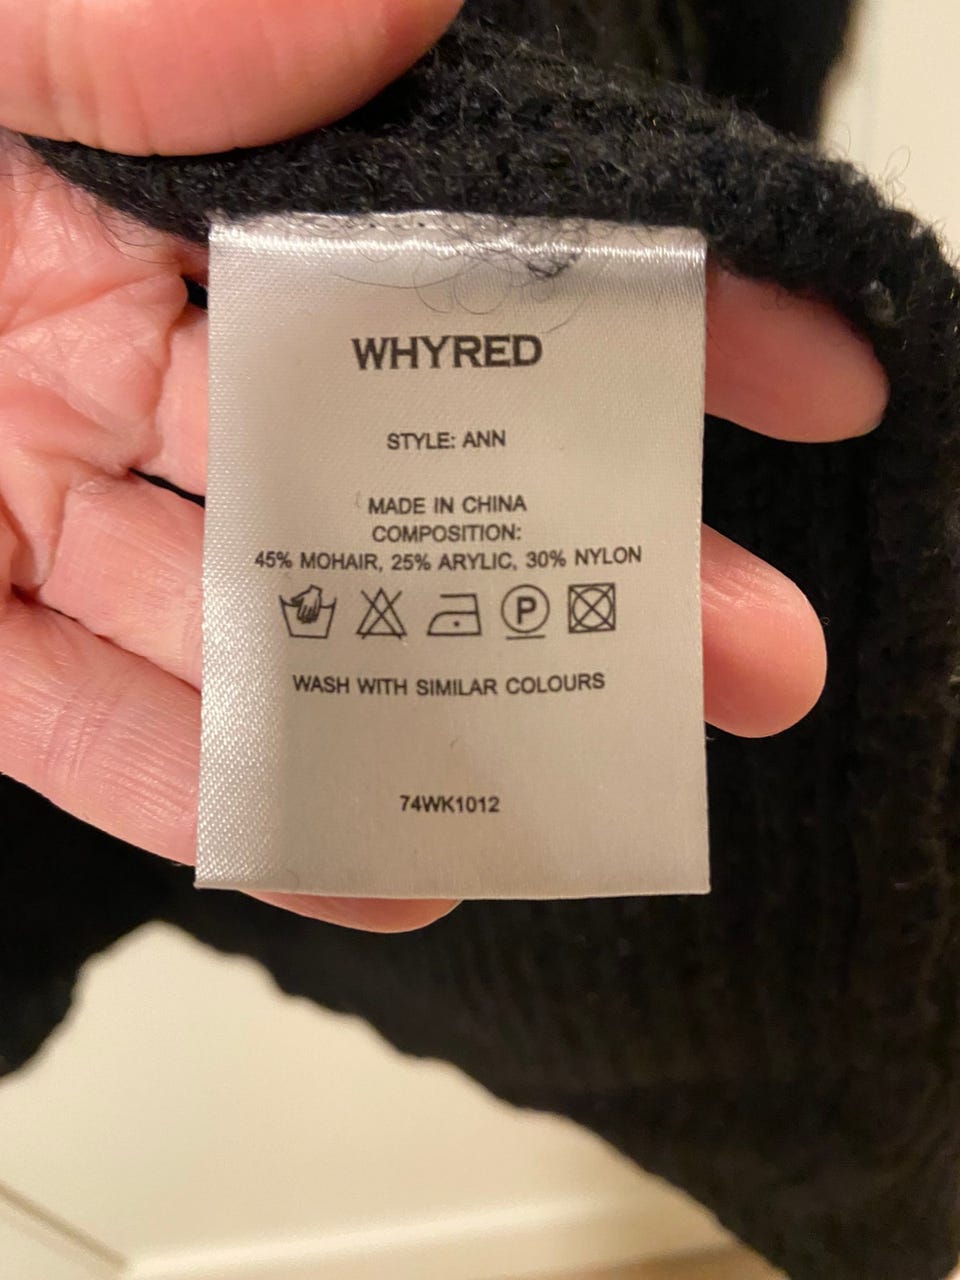 WHYRED
STYLE: ANN
MADE IN CHINA
COMPOSITION:
45% MOHAIR, 25% ARYLIC, 30% NYLON
P
WASH WITH SIMILAR COLOURS
74WK1012